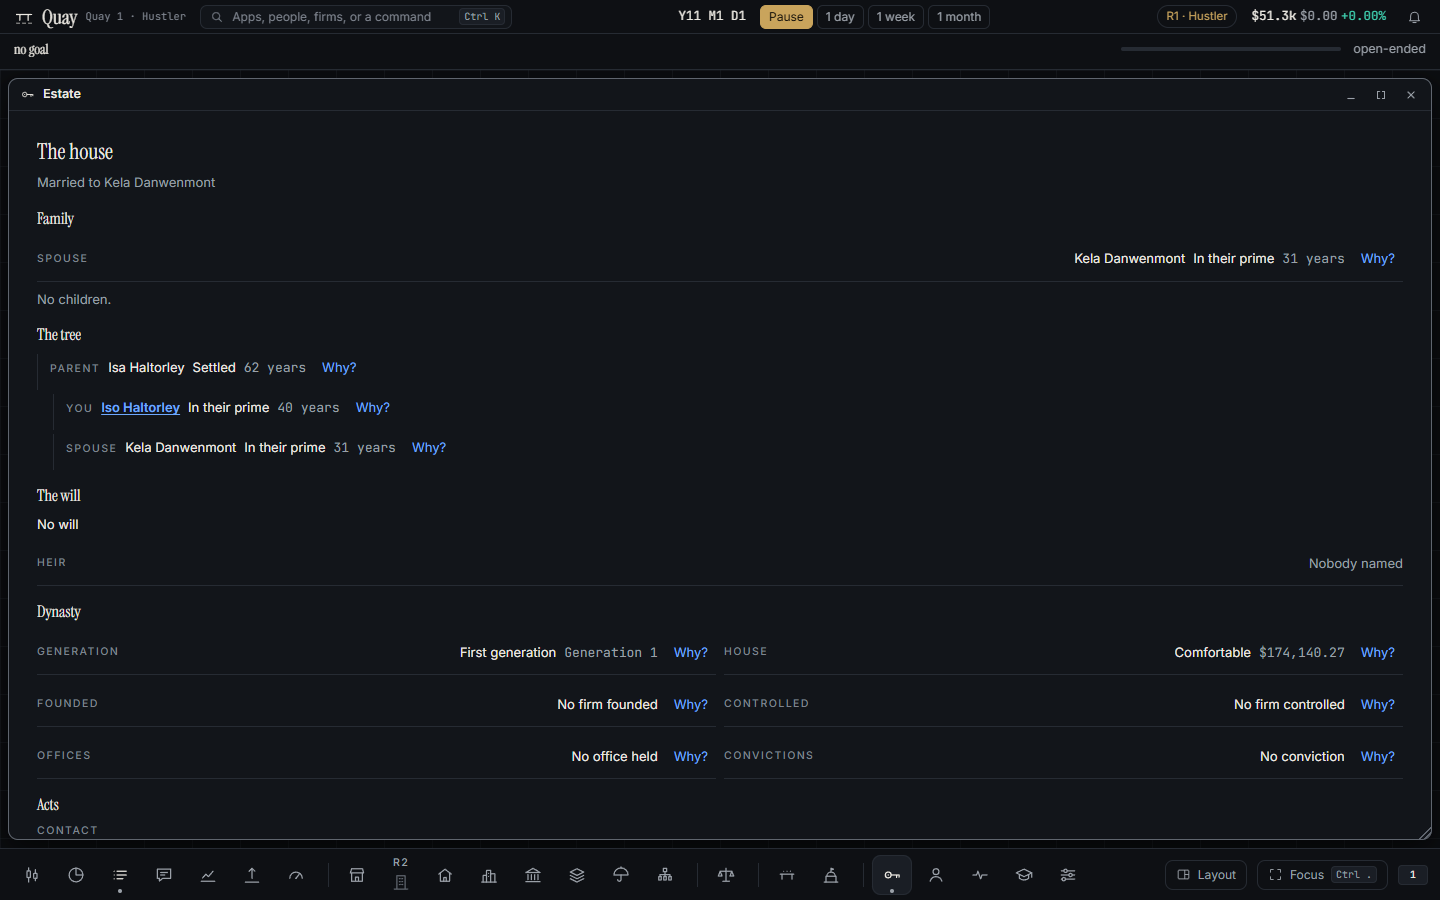 Quay Quay 1 · Hustler Apps, people, firms, or a command Ctrl K Y11 M1 D1 Pause 1 day 1 week 1 month R1 · Hustler $51.3k $0.00 +0.00%
no goal open-ended
Estate
The house
Married to Kela Danwenmont
Family
SPOUSE Kela Danwenmont In their prime 31 years Why?
No children.
The tree
PARENT Isa Haltorley Settled 62 years Why?
YOU Iso Haltorley In their prime 40 years Why?
SPOUSE Kela Danwenmont In their prime 31 years Why?
The will
No will
HEIR Nobody named
Dynasty
GENERATION First generation Generation 1 Why? HOUSE Comfortable $174,140.27 Why?
FOUNDED No firm founded Why? CONTROLLED No firm controlled Why?
OFFICES No office held Why? CONVICTIONS No conviction Why?
Acts
CONTACT
R2
Layout Focus Ctrl . 1